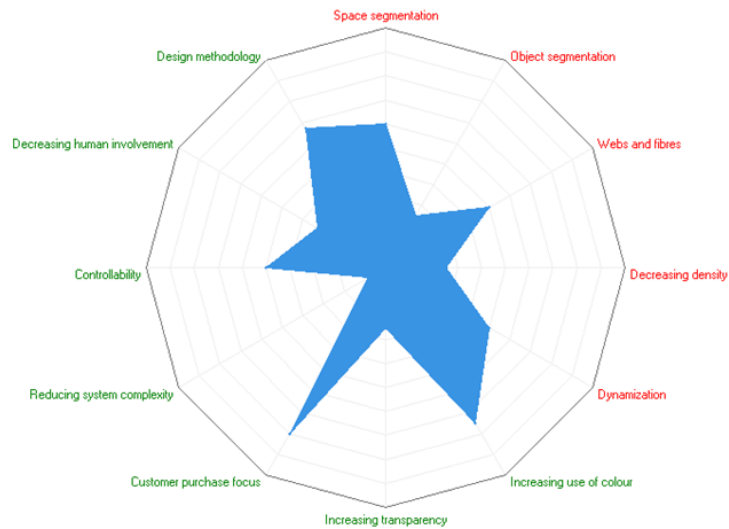 Space segmentation
Object segmentation
Webs and fibres
Decreasing density
Dynamization
Increasing use of colour
Increasing transparency
Customer purchase focus
Reducing system complexity
Controllability
Decreasing human involvement
Design methodology